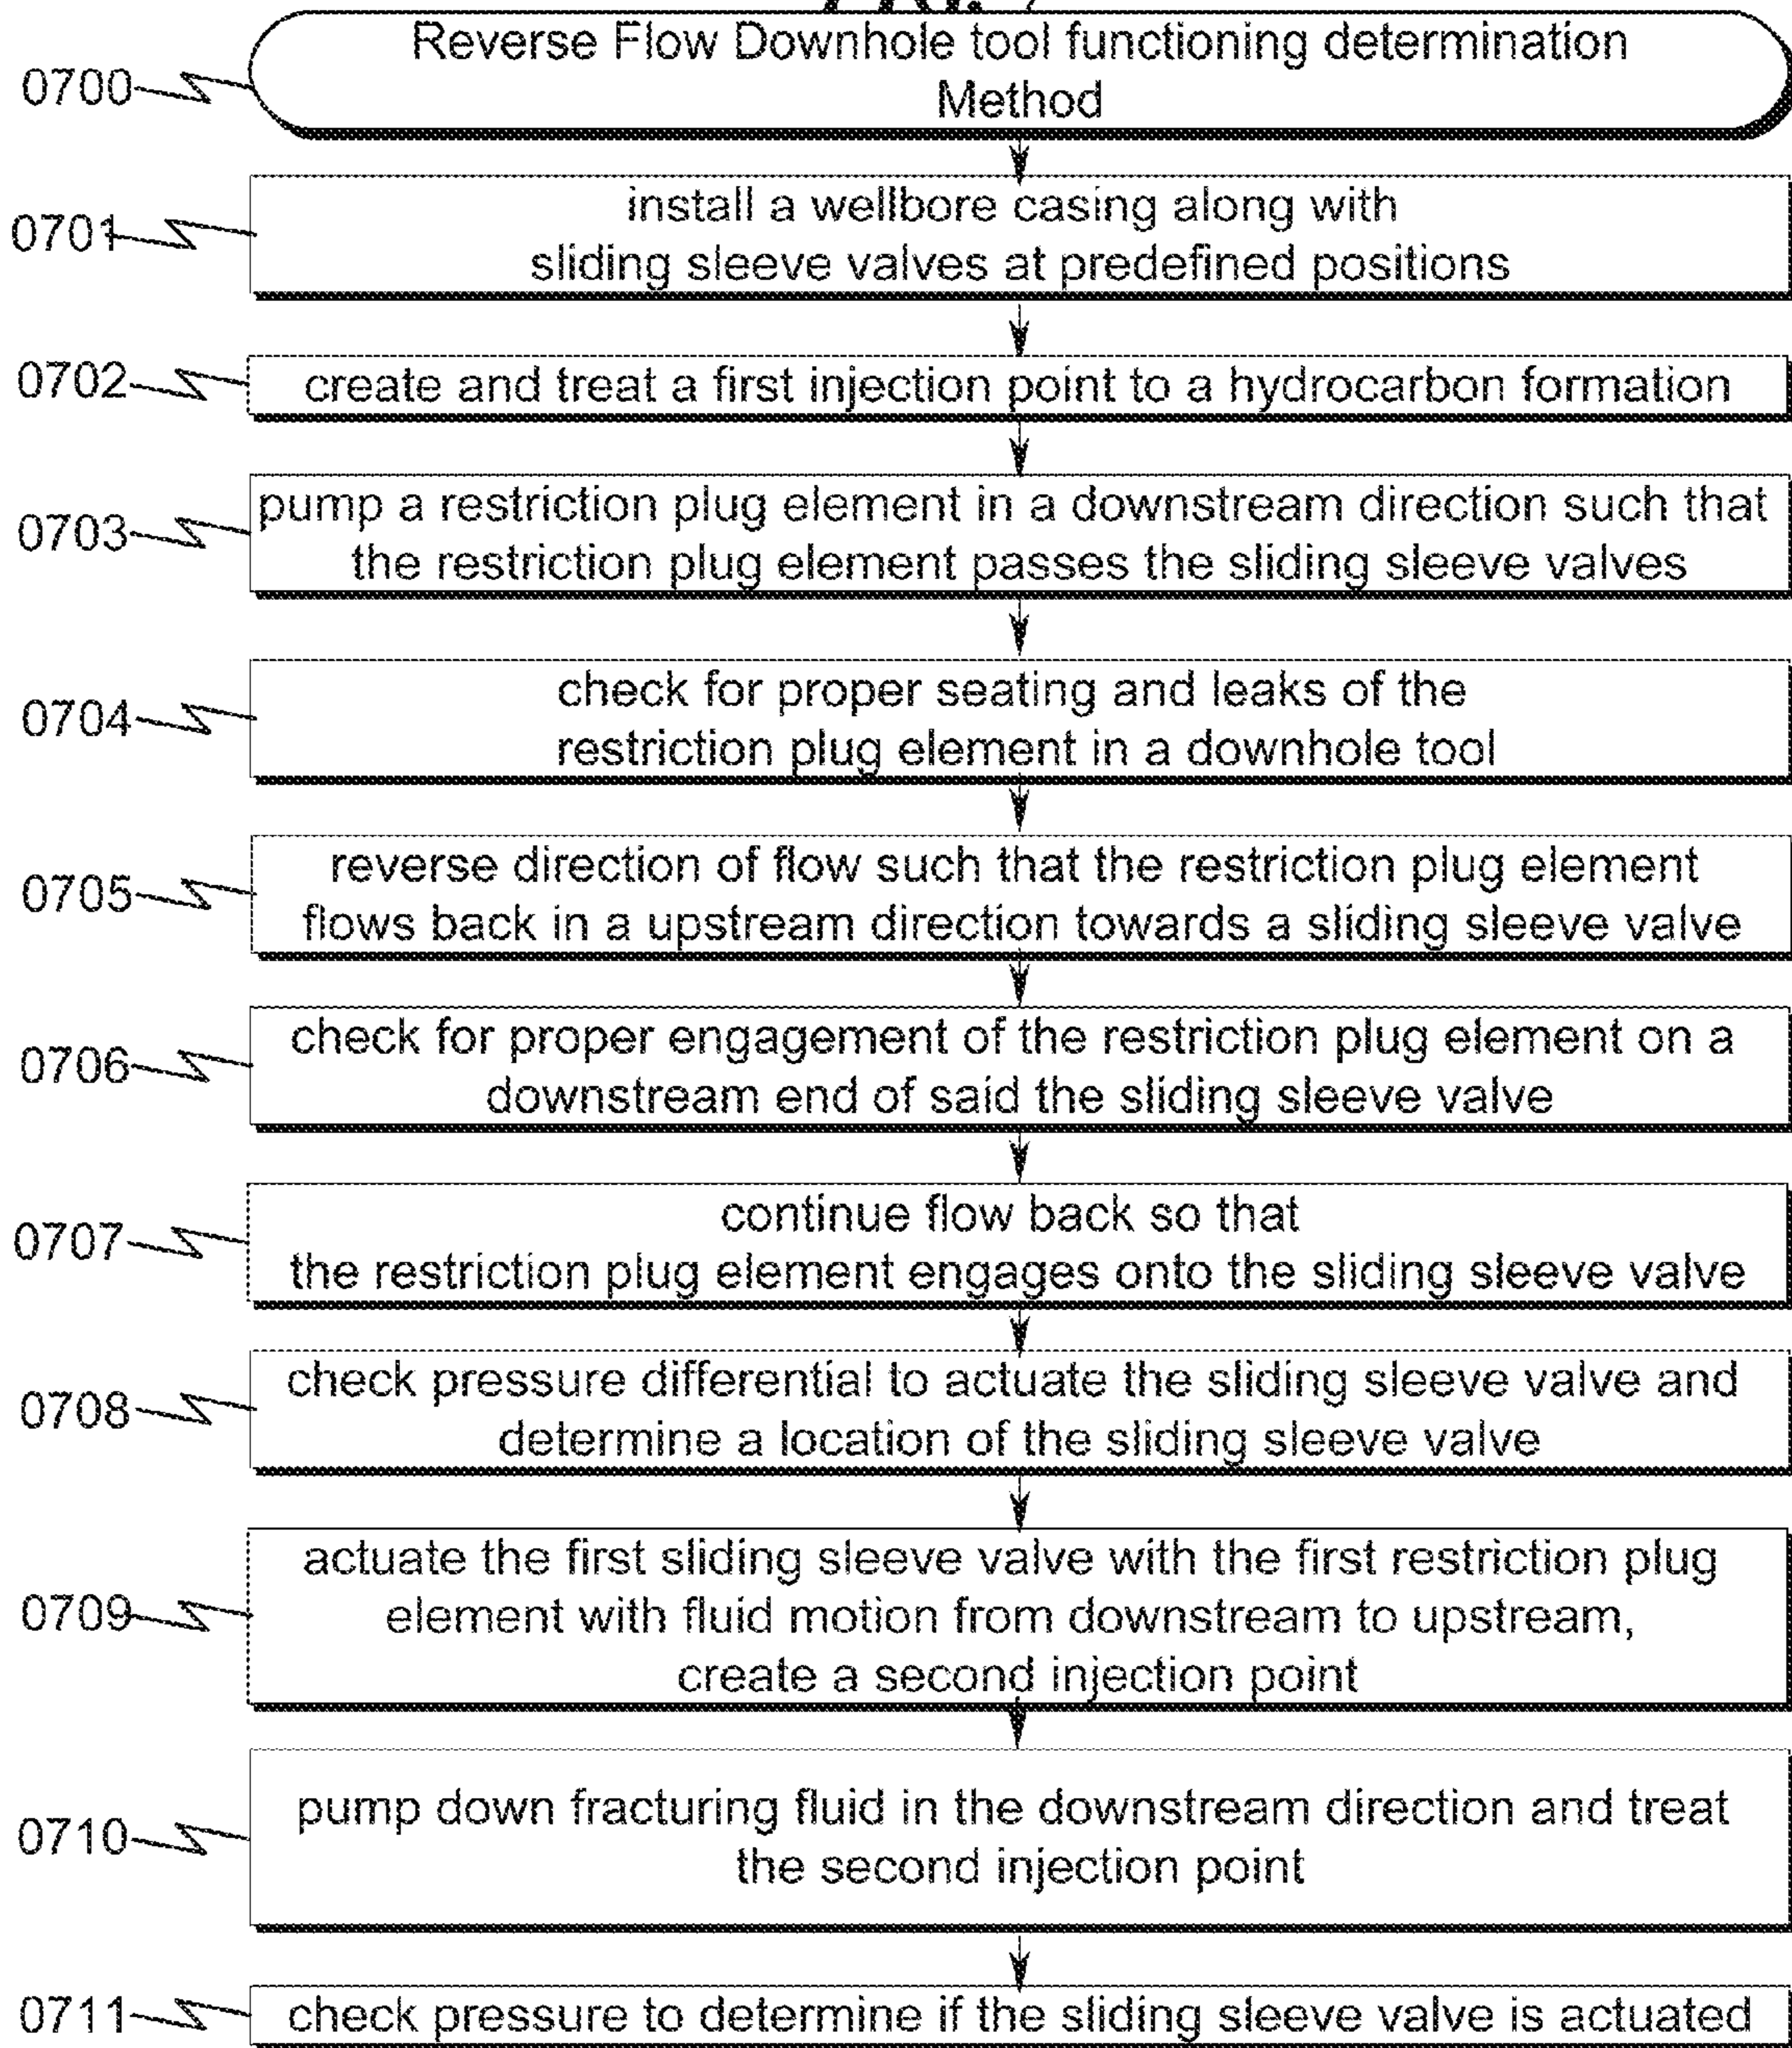 Reverse Flow Downhole tool functioning determination
Method
0700
install a wellbore casing along with
sliding sleeve valves at predefined positions
0701
0702
create and treat a first injection point to a hydrocarbon formation
pump a restriction plug element in a downstream direction such that
the restriction plug element passes the sliding sleeve valves
0703
check for proper seating and leaks of the
restriction plug element in a downhole tool
0704
reverse direction of flow such that the restriction plug element
flows back in a upstream direction towards a sliding sleeve valve
0705
check for proper engagement of the restriction plug element on a
downstream end of said the sliding sleeve valve
0706
continue flow back so that
the restriction plug element engages onto the sliding sleeve valve
0707
check pressure differential to actuate the sliding sleeve valve and
determine a location of the sliding sleeve valve
0708
actuate the first sliding sleeve valve with the first restriction plug
element with fluid motion from downstream to upstream,
create a second injection point
0709
pump down fracturing fluid in the downstream direction and treat
the second injection point
0710
0711
check pressure to determine if the sliding sleeve valve is actuated